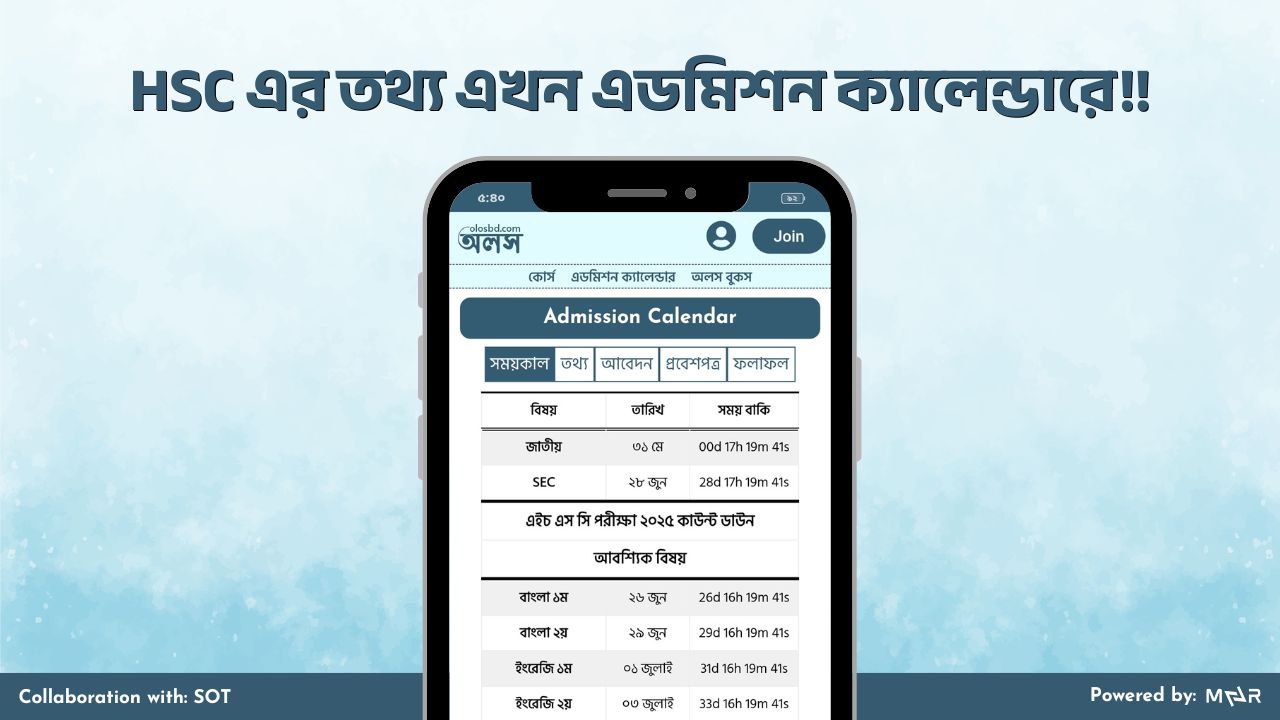 HSC এর তথ্য এখন এডমিশন ক্যালেন্ডারে!!
৫:৪০ ৯২
olosbd.com
অলস
Join
কোর্স এডমিশন ক্যালেন্ডার অলস বুকস
Admission Calendar
সময়কাল তথ্য আবেদন প্রবেশপত্র ফলাফল
বিষয় তারিখ সময় বাকি
জাতীয় ৩১ মে 00d 17h 19m 41s
SEC ২৮ জুন 28d 17h 19m 41s
এইচ এস সি পরীক্ষা ২০২৫ কাউন্ট ডাউন
আবশ্যিক বিষয়
বাংলা ১ম ২৬ জুন 26d 16h 19m 41s
বাংলা ২য় ২৯ জুন 29d 16h 19m 41s
ইংরেজি ১ম ০১ জুলাই 31d 16h 19m 41s
ইংরেজি ২য় ০৩ জুলাই 33d 16h 19m 41s
Collaboration with: SOT
Powered by: